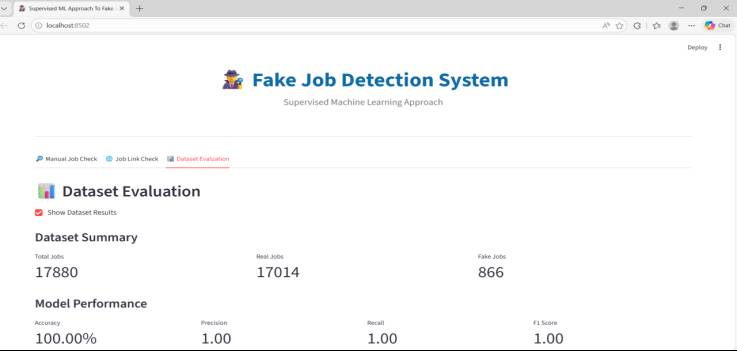 Supervised ML Approach To Fake
localhost:8502
Chat
Deploy
Fake Job Detection System
Supervised Machine Learning Approach
Manual Job Check Job Link Check Dataset Evaluation
Dataset Evaluation
Show Dataset Results
Dataset Summary
Total Jobs Real Jobs Fake Jobs
17880 17014 866
Model Performance
Accuracy Precision Recall F1 Score
100.00% 1.00 1.00 1.00